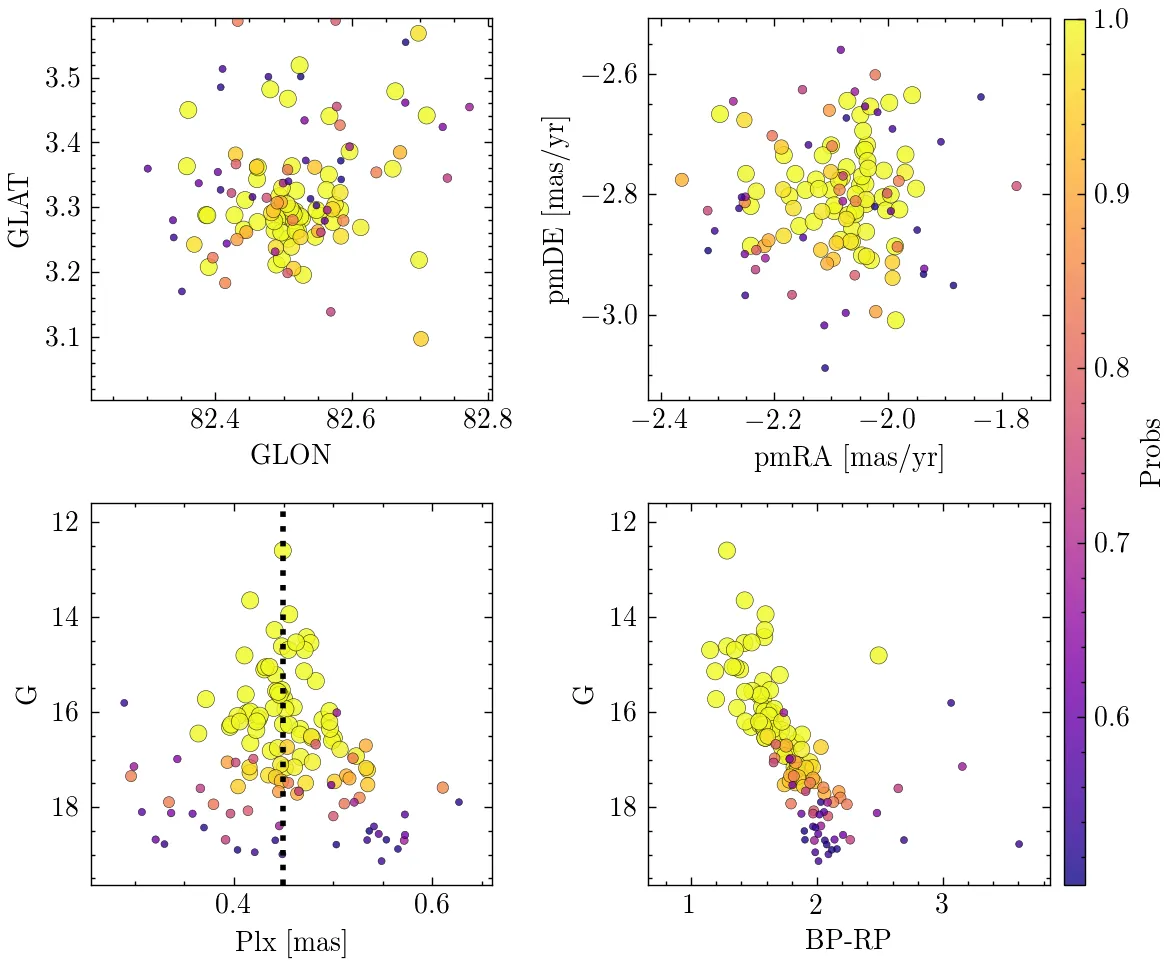 3.5
3.4
3.3
3.2
3.1
GLAT
82.4 82.6 82.8
GLON
−2.6
−2.8
−3.0
pmDE [mas/yr]
−2.4 −2.2 −2.0 −1.8
pmRA [mas/yr]
12
14
16
18
G
0.4 0.6
Plx [mas]
12
14
16
18
G
1 2 3
BP-RP
1.0
0.9
0.8
0.7
0.6
Probs